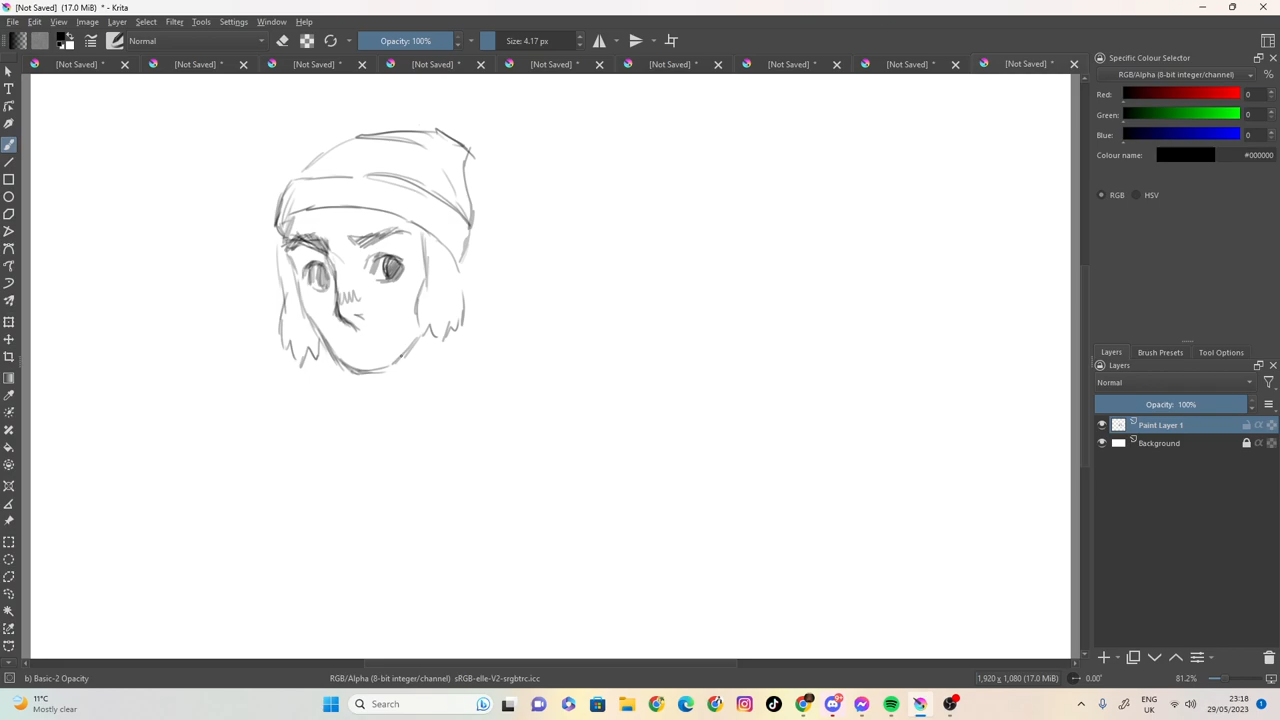 [Not Saved] (17.0 MiB) * - Krita
File Edit View Image Layer Select Filter Tools Settings Window Help
Normal Opacity: 100% Size: 4.17 px
[Not Saved] * [Not Saved] * [Not Saved] * [Not Saved] * [Not Saved] * [Not Saved] * [Not Saved] * [Not Saved] * [Not Saved] *
Specific Colour Selector
RGB/Alpha (8-bit integer/channel) %
Red: 0
Green: 0
Blue: 0
Colour name: #000000
RGB HSV
Layers Brush Presets Tool Options
Layers
Normal
Opacity: 100%
Paint Layer 1
Background
b) Basic-2 Opacity RGB/Alpha (8-bit integer/channel) sRGB-elle-V2-srgbtrc.icc 1,920 x 1,080 (17.0 MiB) 0.00° 81.2%
11°C
Mostly clear
Search
ENG
UK
23:18
29/05/2023